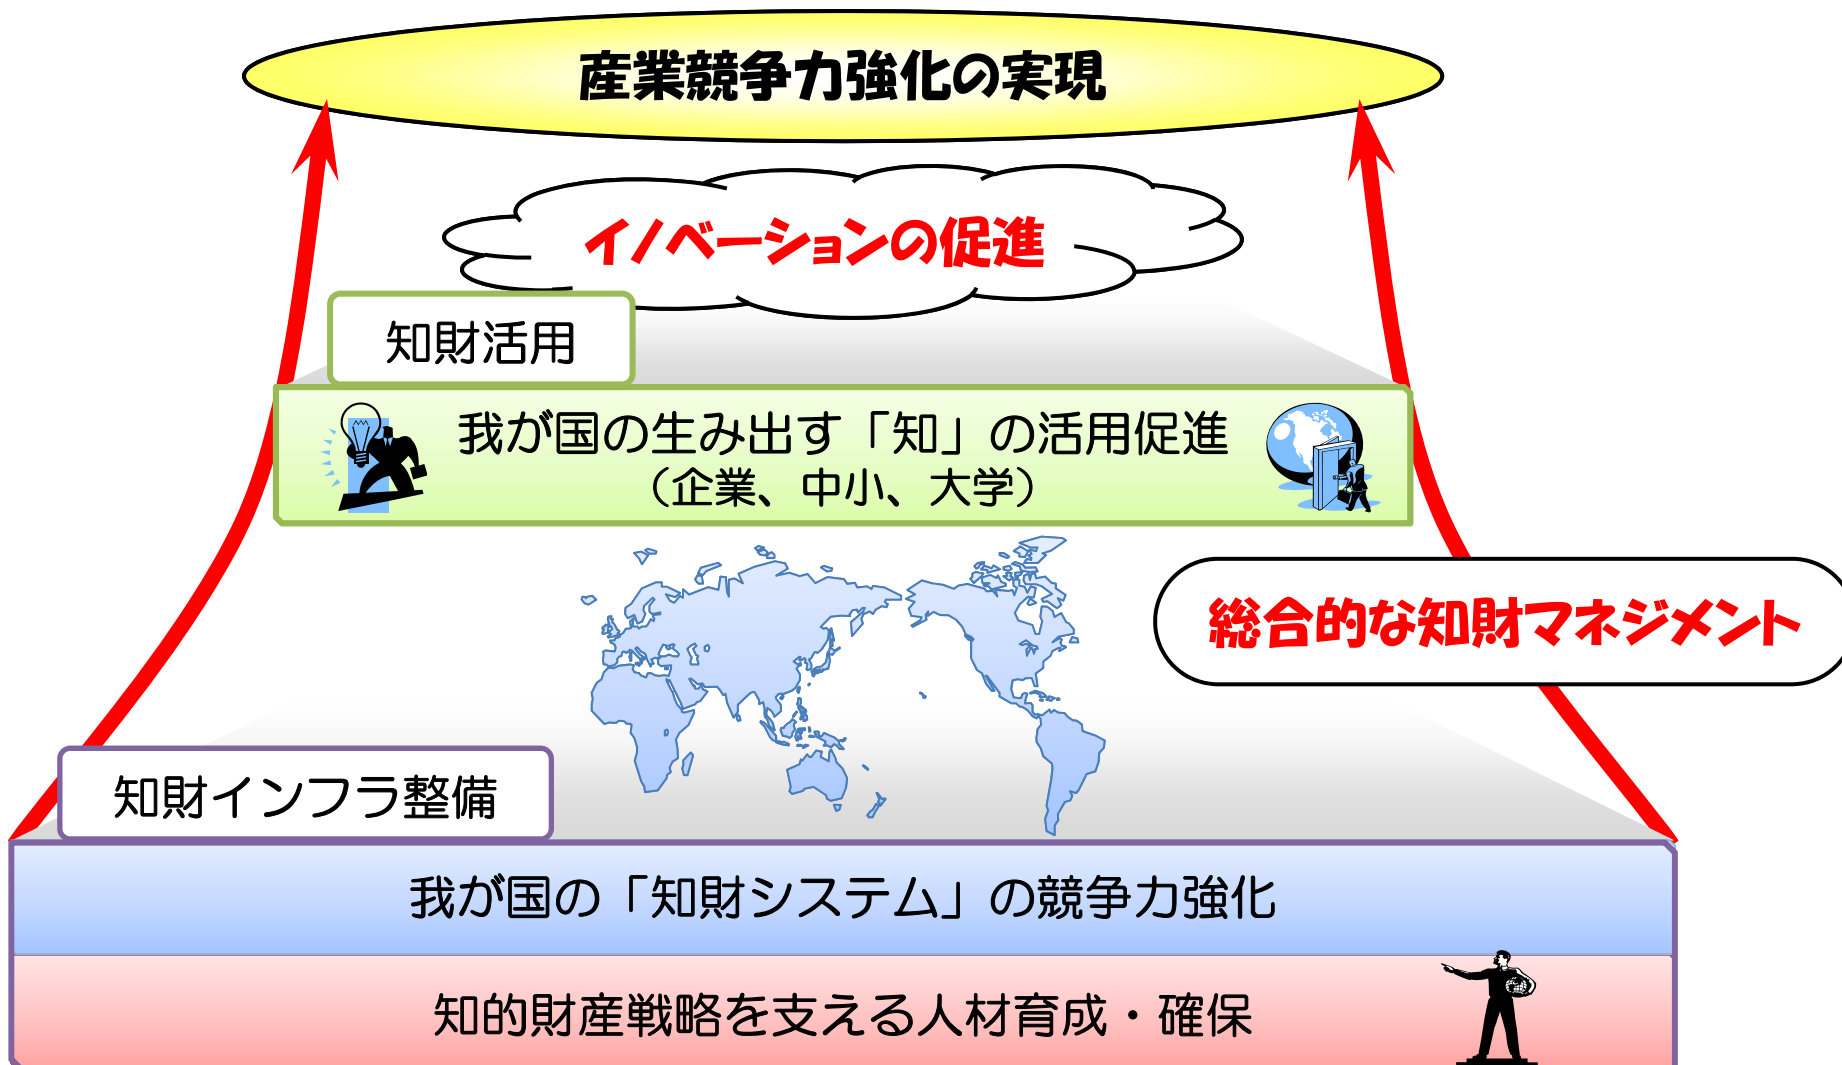 産業競争力強化の実現
イノベーションの促進
知財活用
我が国の生み出す「知」の活用促進
（企業、中小、大学）
総合的な知財マネジメント
知財インフラ整備
我が国の「知財システム」の競争力強化
知的財産戦略を支える人材育成・確保